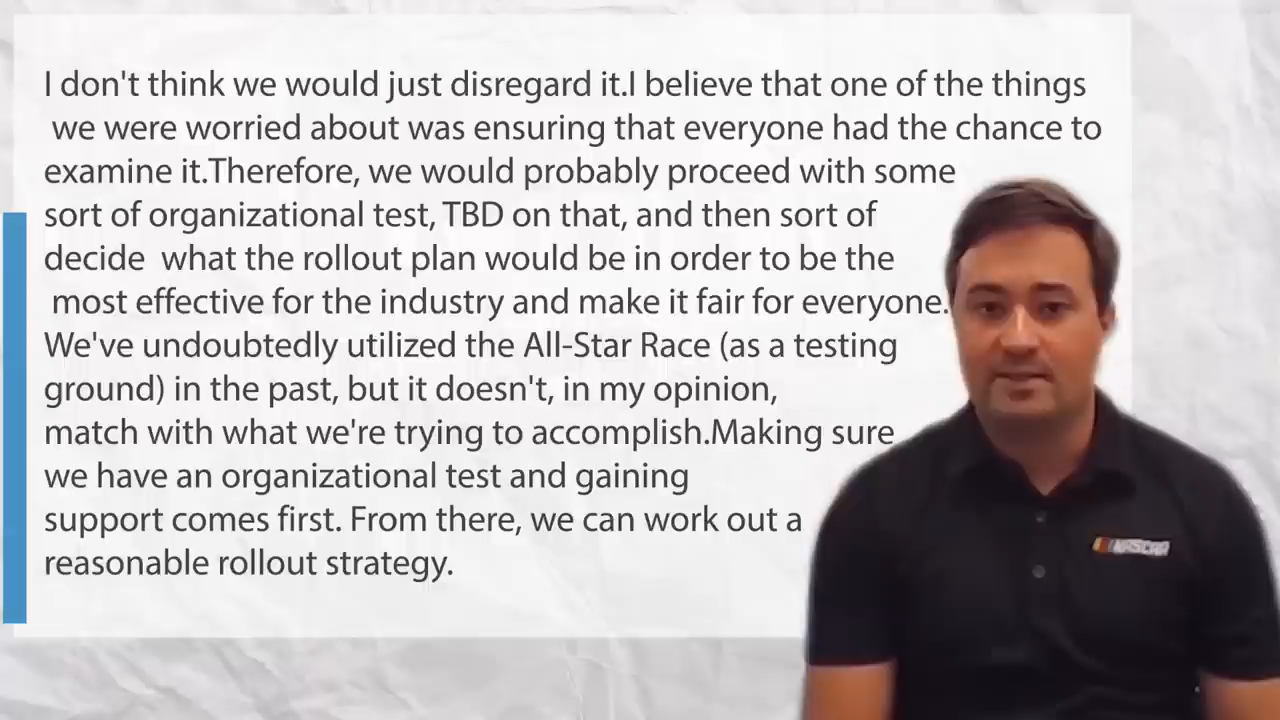 I don't think we would just disregard it.I believe that one of the things
we were worried about was ensuring that everyone had the chance to
examine it.Therefore, we would probably proceed with some
sort of organizational test, TBD on that, and then sort of
decide  what the rollout plan would be in order to be the
most effective for the industry and make it fair for everyone.
We've undoubtedly utilized the All-Star Race (as a testing
ground) in the past, but it doesn't, in my opinion,
match with what we're trying to accomplish.Making sure
we have an organizational test and gaining
support comes first. From there, we can work out a
reasonable rollout strategy.
NASCAR